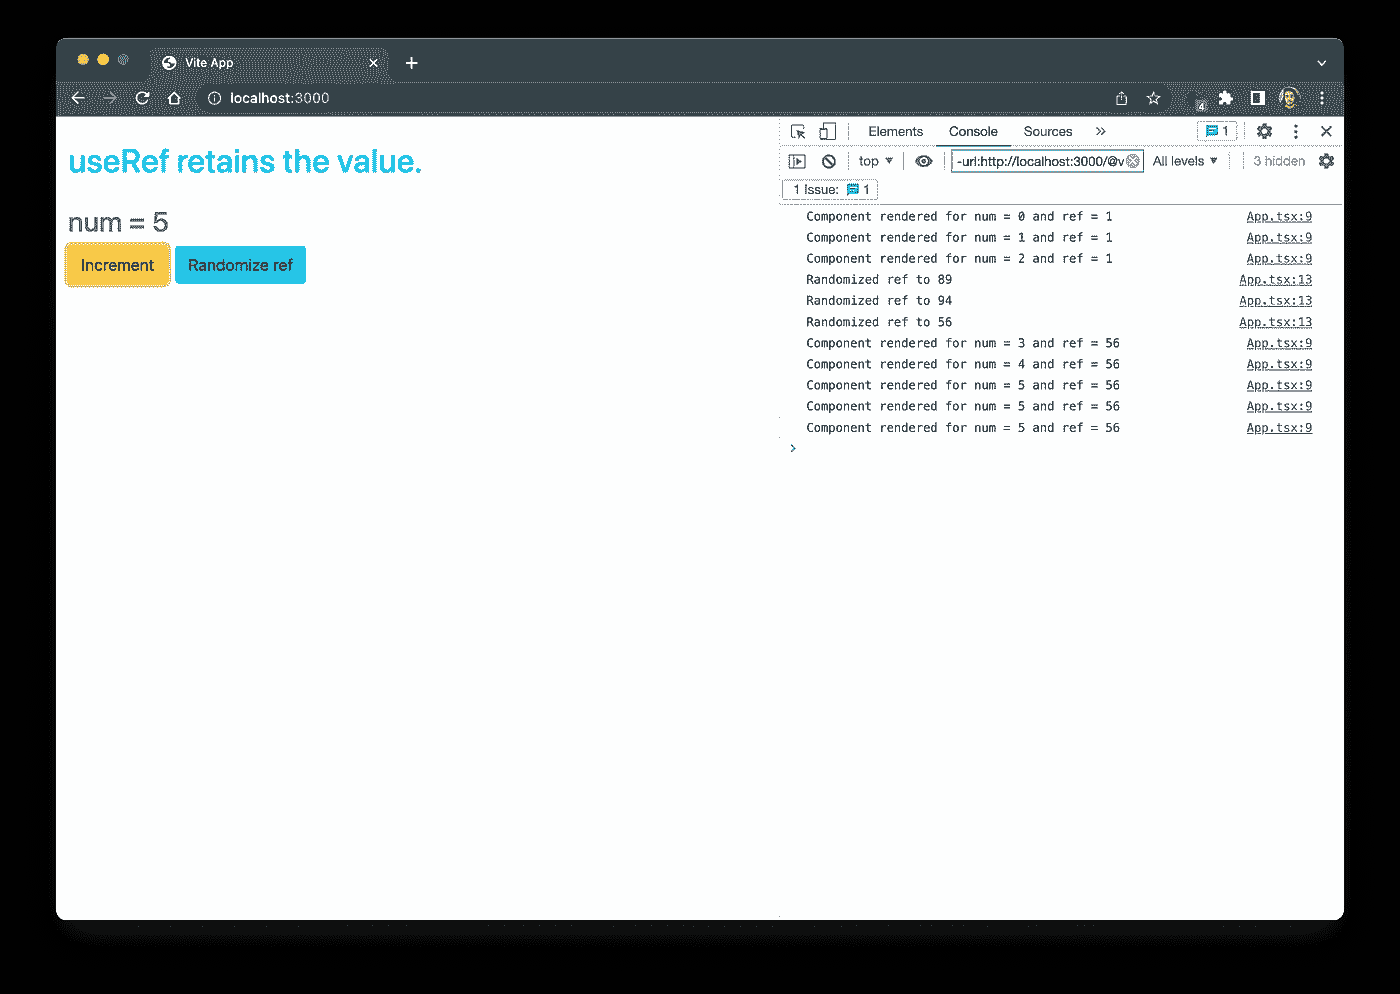 Vite App
localhost:3000
4
Elements Console Sources » 1
top -url:http://localhost:3000/@v All levels 3 hidden
1 Issue: 1
useRef retains the value.
num = 5
Increment Randomize ref
Component rendered for num = 0 and ref = 1 App.tsx:9
Component rendered for num = 1 and ref = 1 App.tsx:9
Component rendered for num = 2 and ref = 1 App.tsx:9
Randomized ref to 89 App.tsx:13
Randomized ref to 94 App.tsx:13
Randomized ref to 56 App.tsx:13
Component rendered for num = 3 and ref = 56 App.tsx:9
Component rendered for num = 4 and ref = 56 App.tsx:9
Component rendered for num = 5 and ref = 56 App.tsx:9
Component rendered for num = 5 and ref = 56 App.tsx:9
Component rendered for num = 5 and ref = 56 App.tsx:9